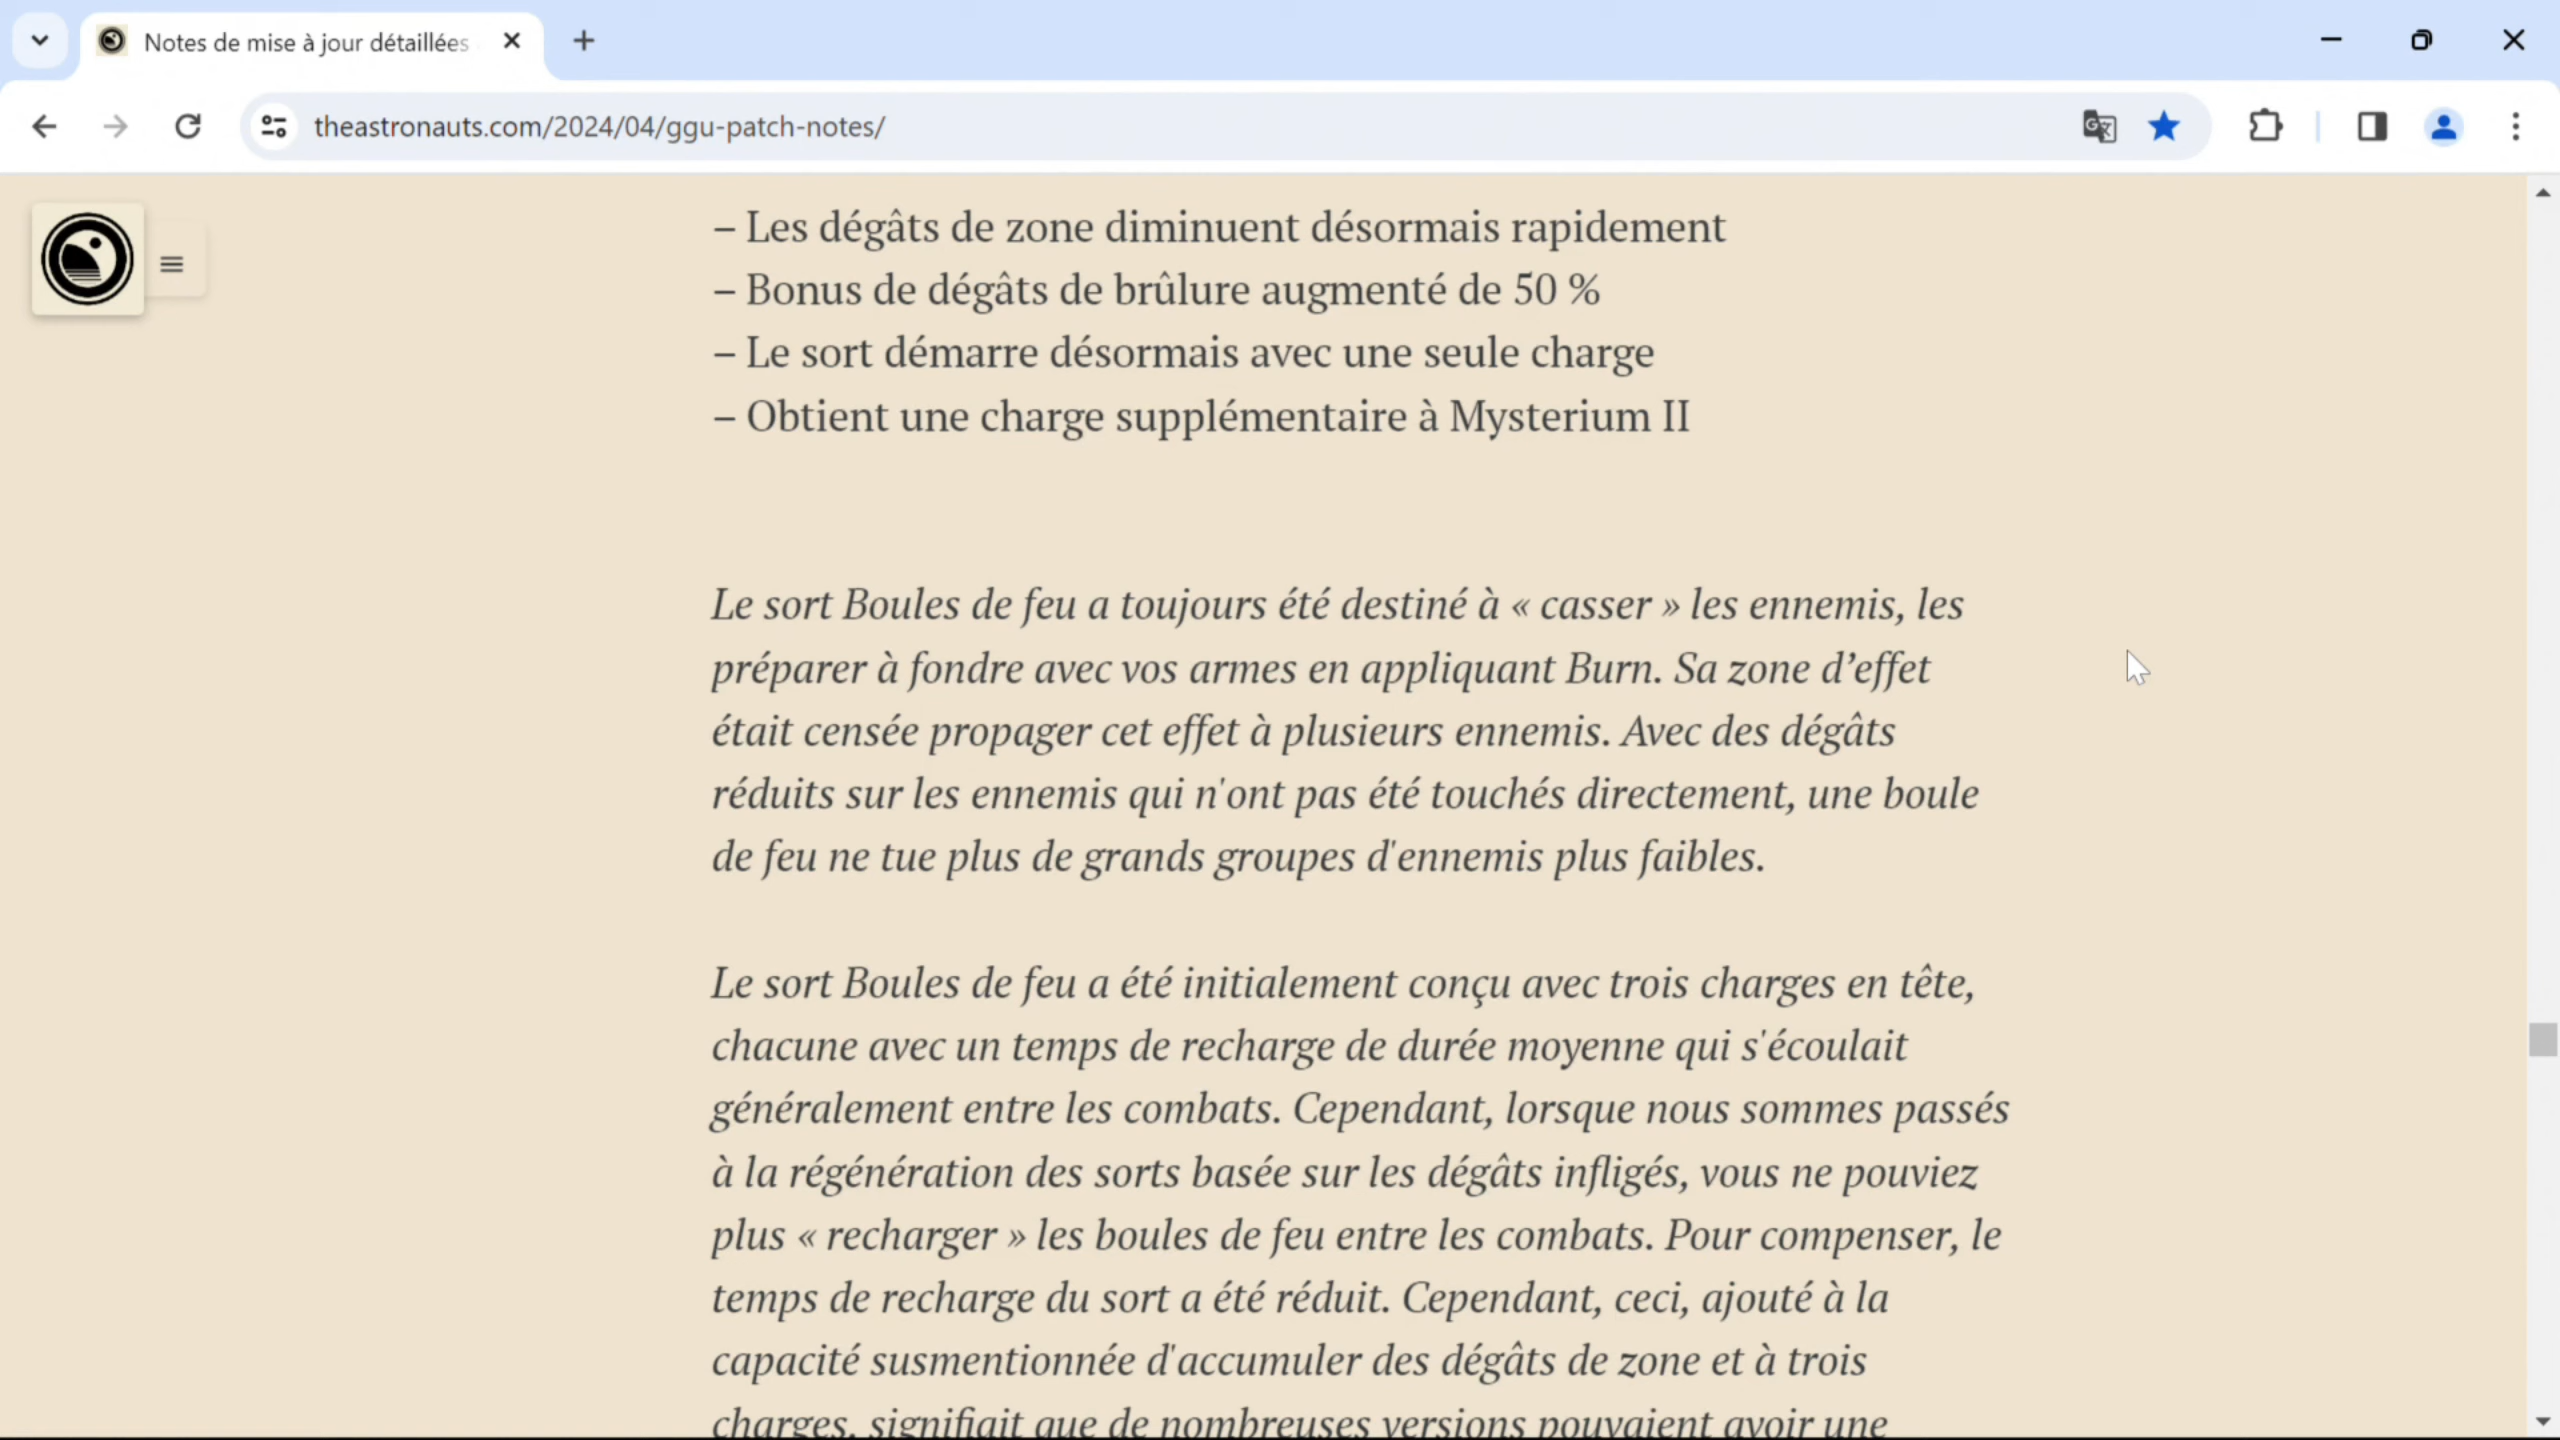 Notes de mise à jour détaillées
theastronauts.com/2024/04/ggu-patch-notes/
– Les dégâts de zone diminuent désormais rapidement
– Bonus de dégâts de brûlure augmenté de 50 %
– Le sort démarre désormais avec une seule charge
– Obtient une charge supplémentaire à Mysterium II
Le sort Boules de feu a toujours été destiné à « casser » les ennemis, les
préparer à fondre avec vos armes en appliquant Burn. Sa zone d’effet
était censée propager cet effet à plusieurs ennemis. Avec des dégâts
réduits sur les ennemis qui n'ont pas été touchés directement, une boule
de feu ne tue plus de grands groupes d'ennemis plus faibles.
Le sort Boules de feu a été initialement conçu avec trois charges en tête,
chacune avec un temps de recharge de durée moyenne qui s'écoulait
généralement entre les combats. Cependant, lorsque nous sommes passés
à la régénération des sorts basée sur les dégâts infligés, vous ne pouviez
plus « recharger » les boules de feu entre les combats. Pour compenser, le
temps de recharge du sort a été réduit. Cependant, ceci, ajouté à la
capacité susmentionnée d'accumuler des dégâts de zone et à trois
charges, signifiait que de nombreuses versions pouvaient avoir une